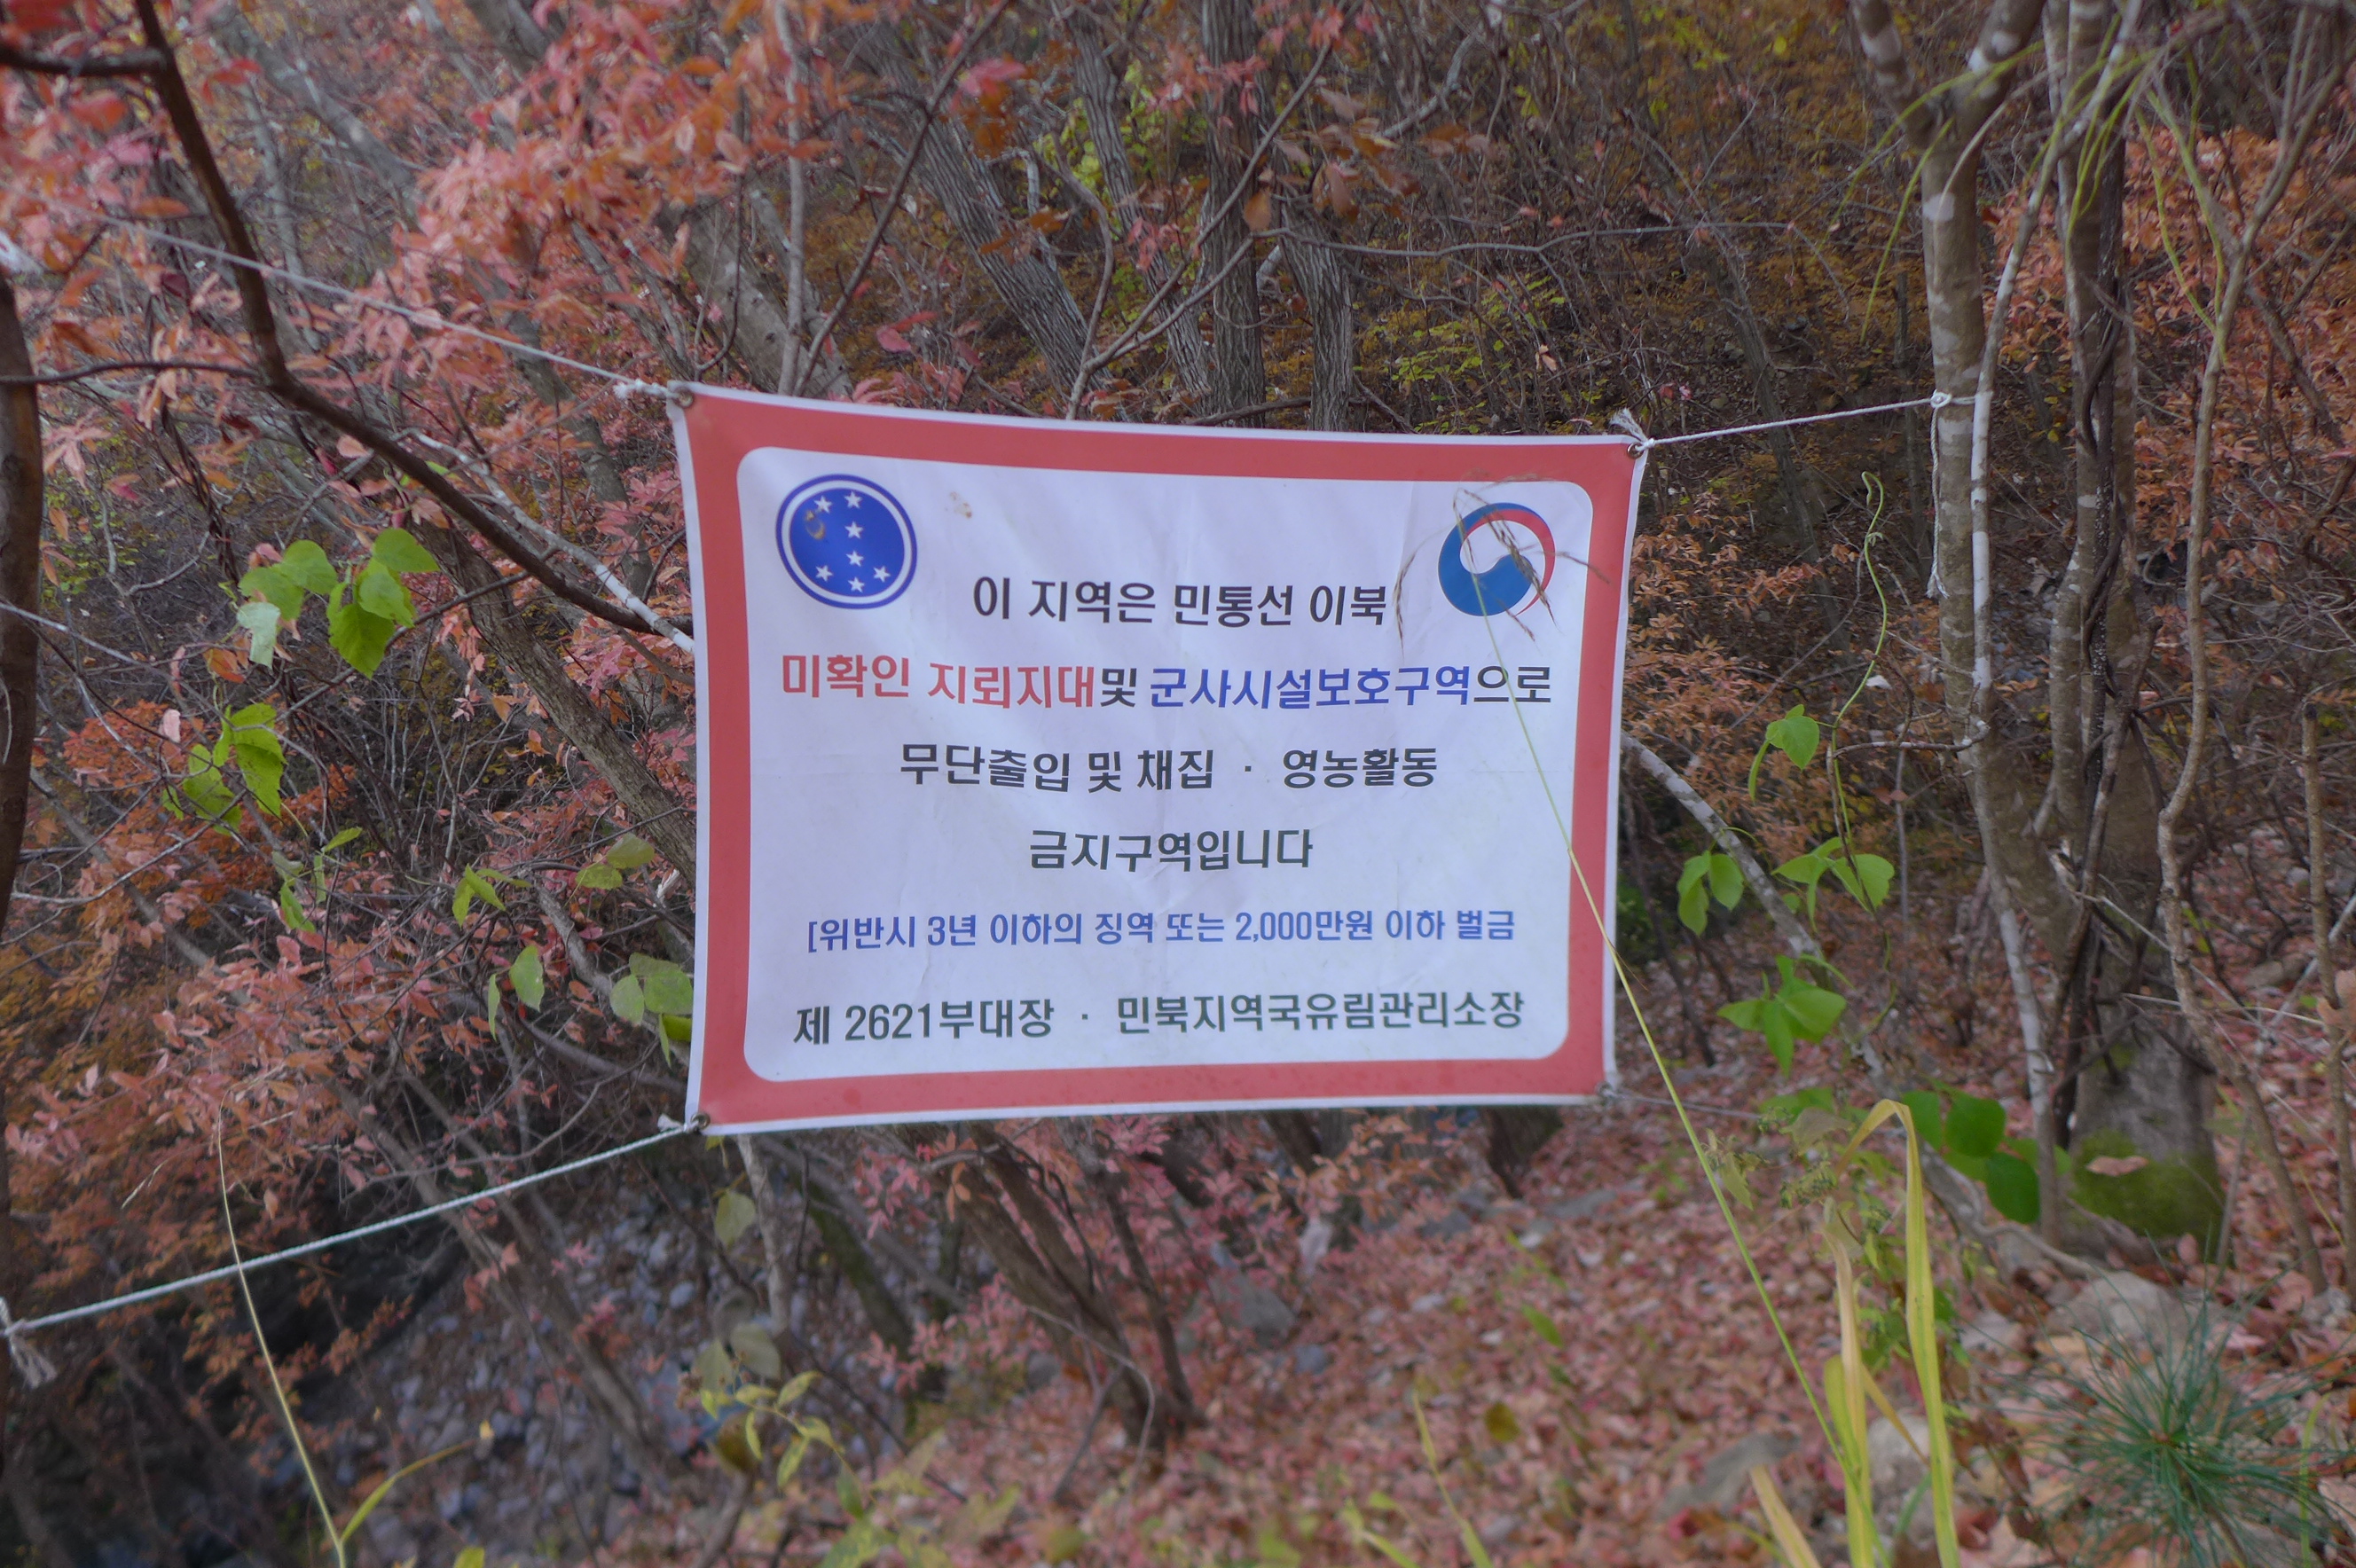 이 지역은 민통선 이북
미확인 지뢰지대및 군사시설보호구역으로
무단출입 및 채집 · 영농활동
금지구역입니다
[위반시 3년 이하의 징역 또는 2,000만원 이하 벌금
제 2621부대장 · 민북지역국유림관리소장